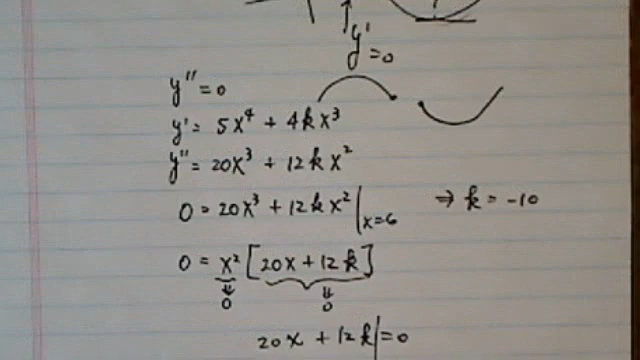 y' = 0
y'' = 0
y' = 5x⁴ + 4kx³
y'' = 20x³ + 12kx²
0 = 20x³ + 12kx² |x=6 ⇒ k = -10
0 = x² [20x + 12k]
⇓ 0 ⇓ 0
20x + 12k| = 0